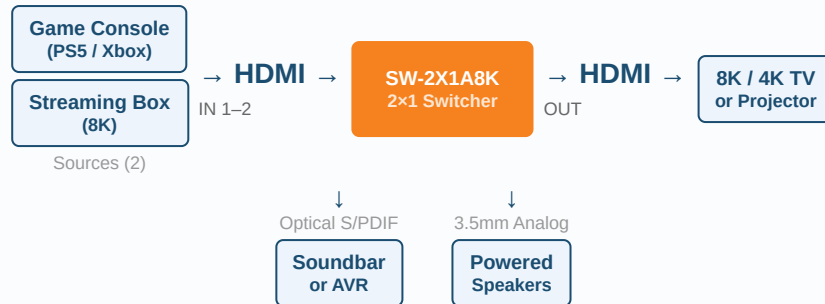 Game Console
(PS5 / Xbox)
Streaming Box
(8K)
Sources (2)
→ HDMI →
IN 1–2
SW-2X1A8K
2×1 Switcher
→ HDMI →
OUT
8K / 4K TV
or Projector
↓
Optical S/PDIF
Soundbar
or AVR
↓
3.5mm Analog
Powered
Speakers